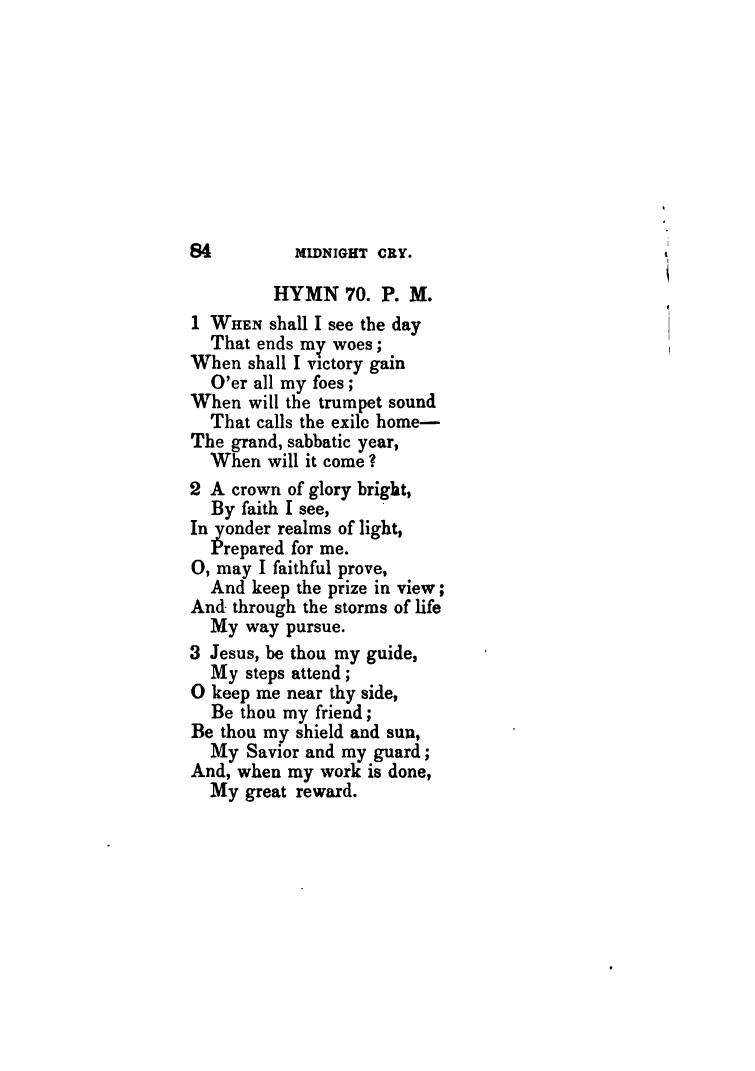 84 MIDNIGHT CRY.
HYMN 70. P. M.
1 WHEN shall I see the day
That ends my woes;
When shall I victory gain
O'er all my foes;
When will the trumpet sound
That calls the exile home—
The grand, sabbatic year,
When will it come?
2 A crown of glory bright,
By faith I see,
In yonder realms of light,
Prepared for me.
O, may I faithful prove,
And keep the prize in view;
And through the storms of life
My way pursue.
3 Jesus, be thou my guide,
My steps attend;
O keep me near thy side,
Be thou my friend;
Be thou my shield and sun,
My Savior and my guard;
And, when my work is done,
My great reward.